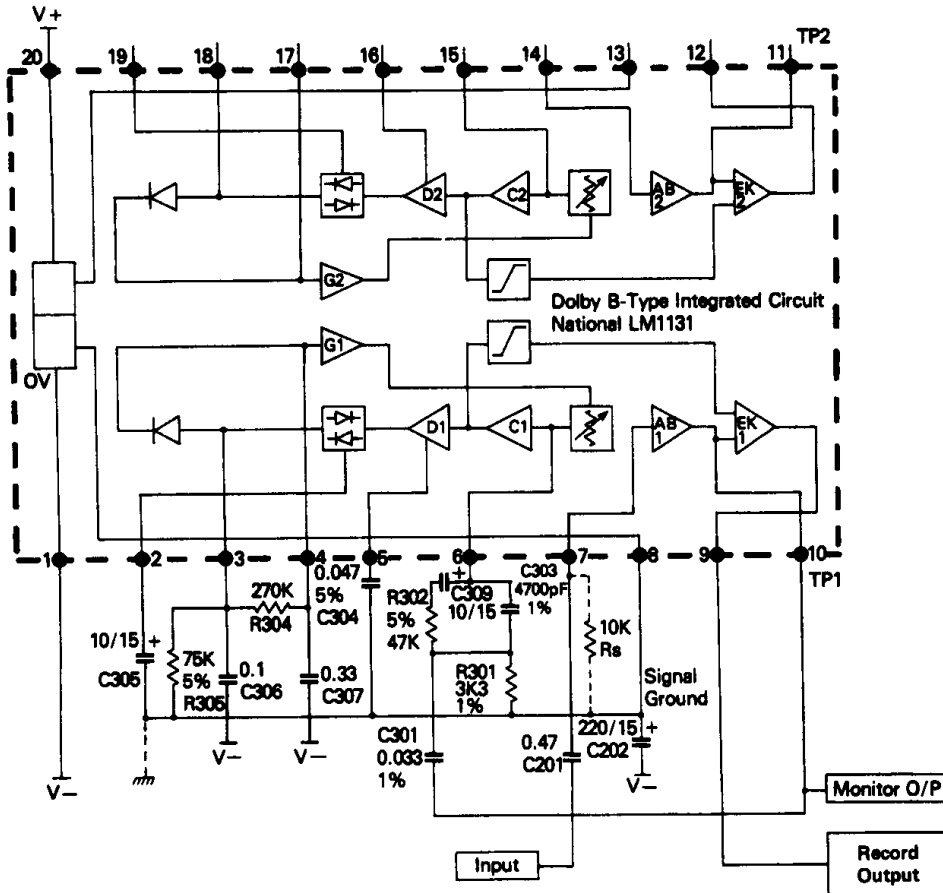 V+
20
19
18
17
16
15
14
13
12
11
TP2
D2
C2
AB
2
EK
2
G2
Dolby B-Type Integrated Circuit
National LM1131
G1
OV
D1
C1
AB
1
EK
1
1
2
3
4
5
6
7
8
9
10
TP1
270K
R304
0.047
5%
C304
R302
5%
47K
+
C309
10/15
C303
4700pF
1%
10K
Rs
10/15
+
C305
75K
5%
R305
0.1
C306
0.33
C307
R301
3K3
1%
Signal
Ground
V-
V-
C301
0.033
1%
0.47
C201
220/15
+
C202
V-
V-
Monitor O/P
Input
Record
Output